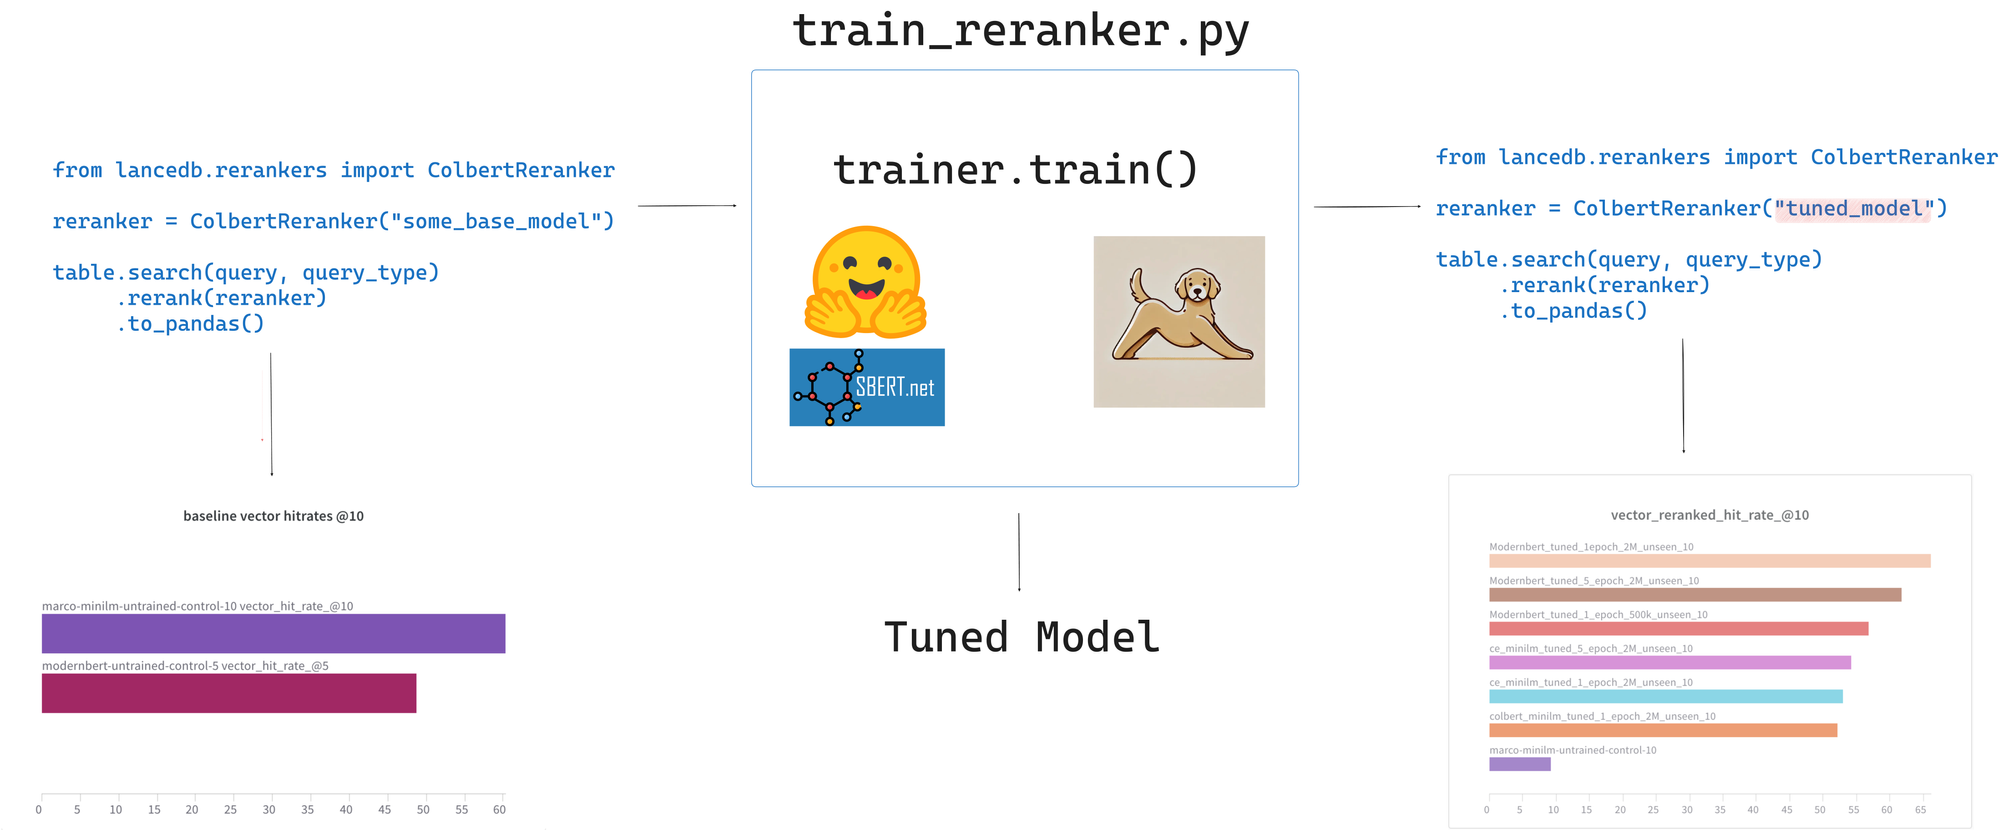 train_reranker.py
from lancedb.rerankers import ColbertReranker
reranker = ColbertReranker("some_base_model")
table.search(query, query_type)
.rerank(reranker)
.to_pandas()
trainer.train()
SBERT.net
from lancedb.rerankers import ColbertReranker
reranker = ColbertReranker("tuned_model")
table.search(query, query_type)
.rerank(reranker)
.to_pandas()
baseline vector hitrates @10
marco-minilm-untrained-control-10 vector_hit_rate_@10
modernbert-untrained-control-5 vector_hit_rate_@5
0 5 10 15 20 25 30 35 40 45 50 55 60
Tuned Model
vector_reranked_hit_rate_@10
Modernbert_tuned_1epoch_2M_unseen_10
Modernbert_tuned_5_epoch_2M_unseen_10
Modernbert_tuned_1_epoch_500k_unseen_10
ce_minilm_tuned_5_epoch_2M_unseen_10
ce_minilm_tuned_1_epoch_2M_unseen_10
colbert_minilm_tuned_1_epoch_2M_unseen_10
marco-minilm-untrained-control-10
0 5 10 15 20 25 30 35 40 45 50 55 60 65